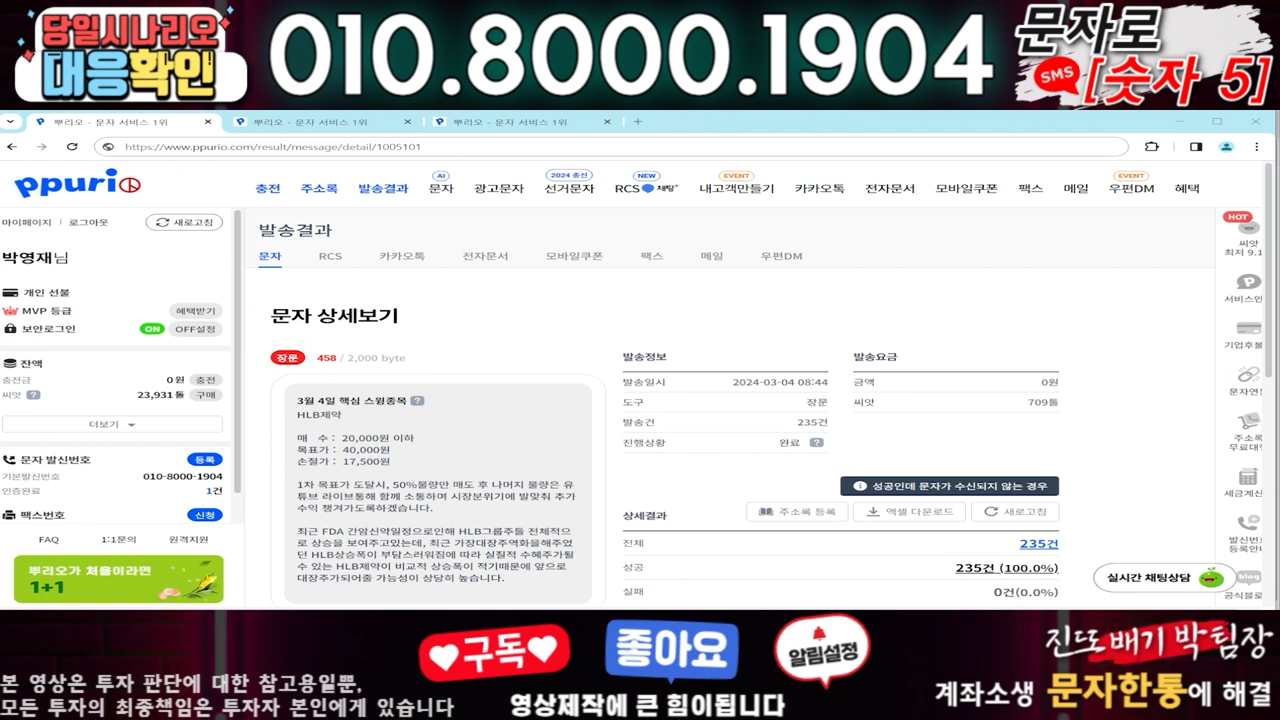 당일시나리오
대응확인
010.8000.1904
문자로
SMS [숫자 5]
뿌리오 - 문자 서비스 1위
뿌리오 - 문자 서비스 1위
뿌리오 - 문자 서비스 1위
https://www.ppurio.com/result/message/detail/1005101
ppurio
충전
주소록
발송결과
AI
문자
광고문자
2024 총선
선거문자
NEW
RCS 채팅+
EVENT
내고객만들기
카카오톡
전자문서
모바일쿠폰
팩스
메일
EVENT
우편DM
혜택
마이페이지 | 로그아웃
새로고침
박영재님
개인 선불
MVP 등급
혜택받기
보안로그인
ON
OFF설정
잔액
충전금
0 원
충전
씨앗 ?
23,931 톨
구매
더보기
문자 발신번호
등록
기본발신번호
010-8000-1904
인증완료
1건
팩스번호
신청
FAQ
1:1문의
원격지원
뿌리오가 처음이라면
1+1
발송결과
문자
RCS
카카오톡
전자문서
모바일쿠폰
팩스
메일
우편DM
문자 상세보기
장문
458 / 2,000 byte
3월 4일 핵심 스윙종목 ?
HLB제약
매 수 : 20,000원 이하
목표가 : 40,000원
손절가 : 17,500원
1차 목표가 도달시, 50%물량만 매도 후 나머지 물량은 유
튜브 라이브통해 함께 소통하며 시장분위기에 발맞춰 추가
수익 챙겨가도록하겠습니다.
최근 FDA 간암신약일정으로인해 HLB그룹주들 전체적으
로 상승을 보여주고있는데, 최근 가장대장주역화을해주었
던 HLB상승폭이 부담스러워짐에 따라 실질적 수혜주가될
수 있는 HLB제약이 비교적 상승폭이 적기때문에 앞으로
대장주가되어줄 가능성이 상당히 높습니다.
발송정보
발송일시
2024-03-04 08:44
도구
장문
발송건
235건
진행상황
완료 ?
발송요금
금액
0원
씨앗
709톨
성공인데 문자가 수신되지 않는 경우
상세결과
주소록 등록
엑셀 다운로드
새로고침
전체
235건
성공
235건 (100.0%)
실패
0건(0.0%)
HOT
씨앗
최저 9.1
서비스인
기업후불
문자연동
주소록
무료대행
세금계산
발신번호
등록안내
blog
공식블로
실시간 채팅상담
구독
좋아요
알림설정
영상제작에 큰 힘이됩니다
본 영상은 투자 판단에 대한 참고용일뿐,
모든 투자의 최종책임은 투자자 본인에게 있습니다
진또배기 박팀장
계좌소생 문자한통에 해결